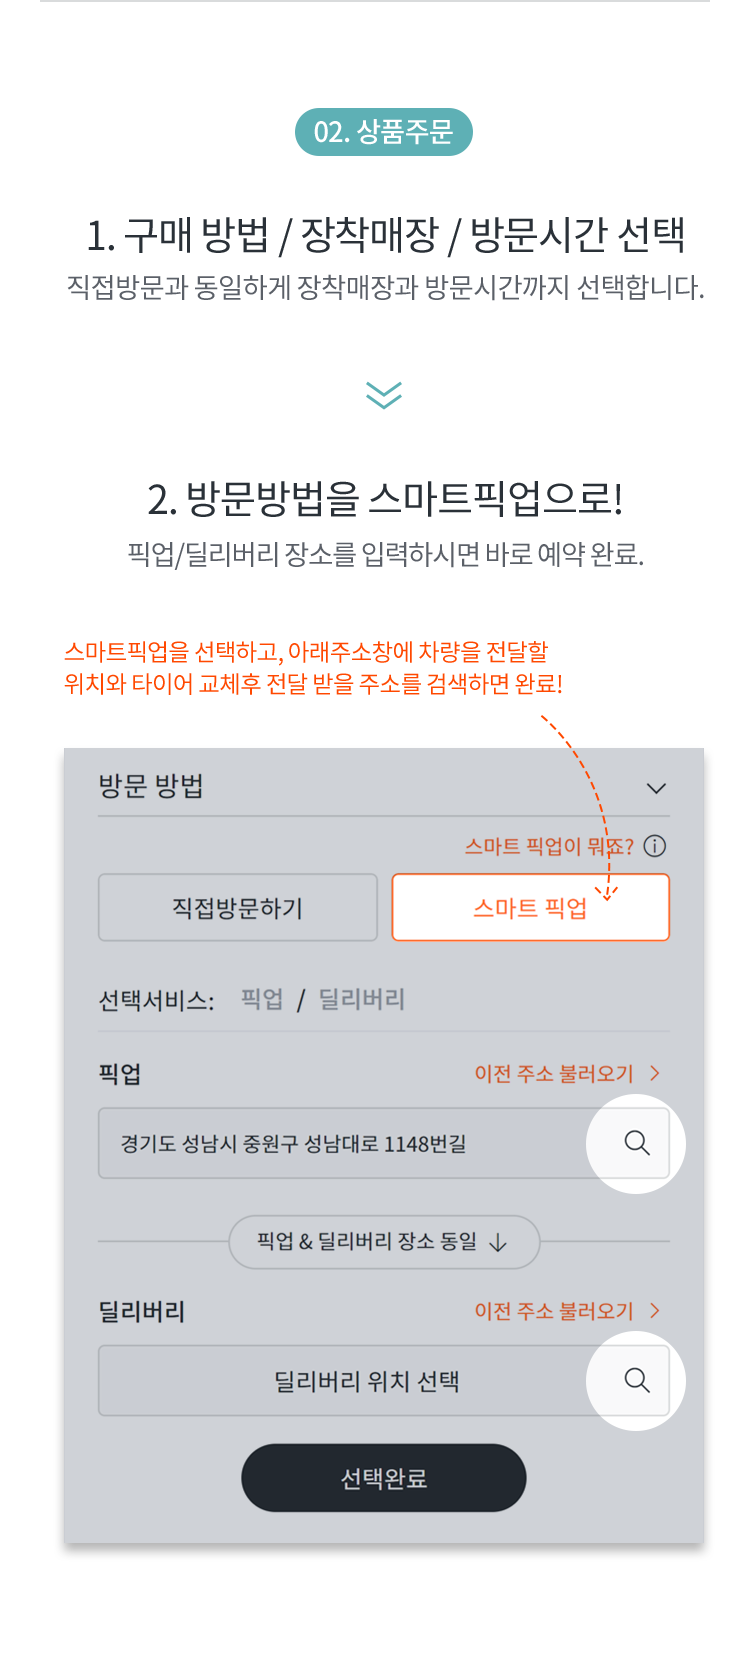 02. 상품주문
1. 구매 방법 / 장착매장 / 방문시간 선택
직접방문과 동일하게 장착매장과 방문시간까지 선택합니다.
2. 방문방법을 스마트픽업으로!
픽업/딜리버리 장소를 입력하시면 바로 예약 완료.
스마트픽업을 선택하고, 아래주소창에 차량을 전달할
위치와 타이어 교체후 전달 받을 주소를 검색하면 완료!
방문 방법
스마트 픽업이 뭐죠?
직접방문하기 스마트 픽업
선택서비스: 픽업 / 딜리버리
픽업 이전 주소 불러오기 >
경기도 성남시 중원구 성남대로 1148번길
픽업 & 딜리버리 장소 동일 ↓
딜리버리 이전 주소 불러오기 >
딜리버리 위치 선택
선택완료